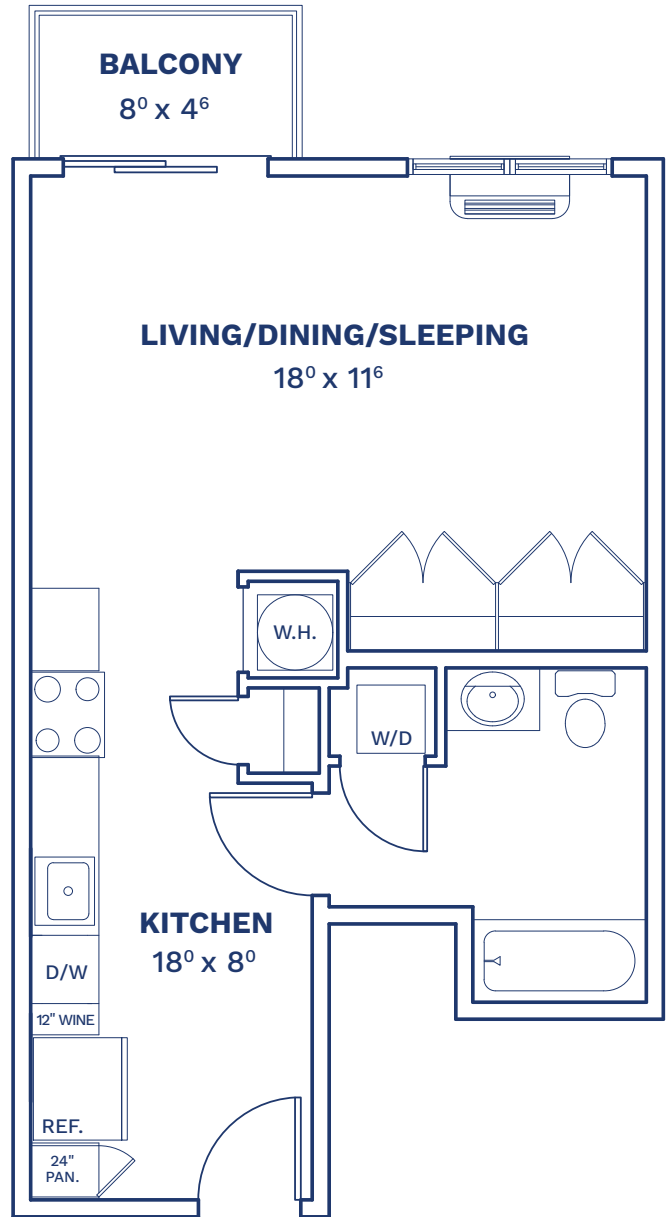 BALCONY
8⁰ x 4⁶
LIVING/DINING/SLEEPING
18⁰ x 11⁶
W.H.
W/D
KITCHEN
18⁰ x 8⁰
D/W
12" WINE
REF.
24"
PAN.